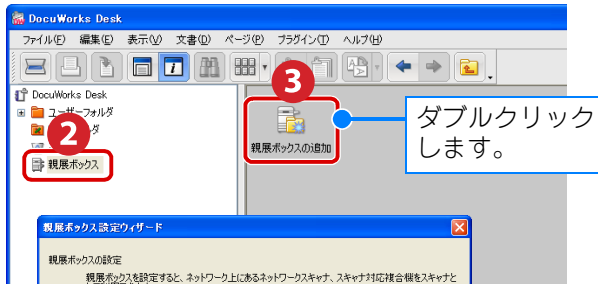 DocuWorks Desk
ファイル(F) 編集(E) 表示(V) 文書(D) ページ(P) プラグイン(T) ヘルプ(H)
3
DocuWorks Desk
ユーザーフォルダ
2
親展ボックス
親展ボックスの追加
ダブルクリック
します。
親展ボックス設定ウィザード
親展ボックスの設定
親展ボックスを設定すると、ネットワーク上にあるネットワークスキャナ、スキャナ対応複合機をスキャナと